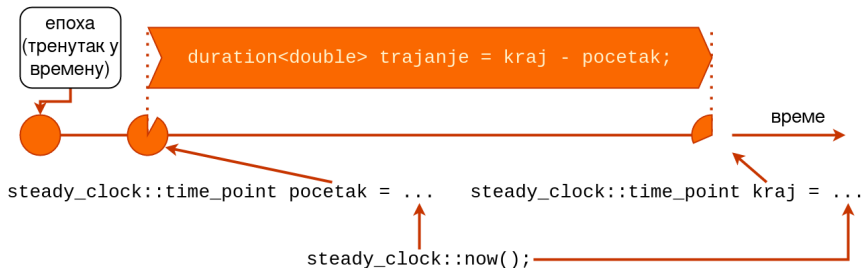 епоха
(тренутак у
времену)
duration<double> trajanje = kraj - pocetak;
време
steady_clock::time_point pocetak = ...
steady_clock::time_point kraj = ...
steady_clock::now();